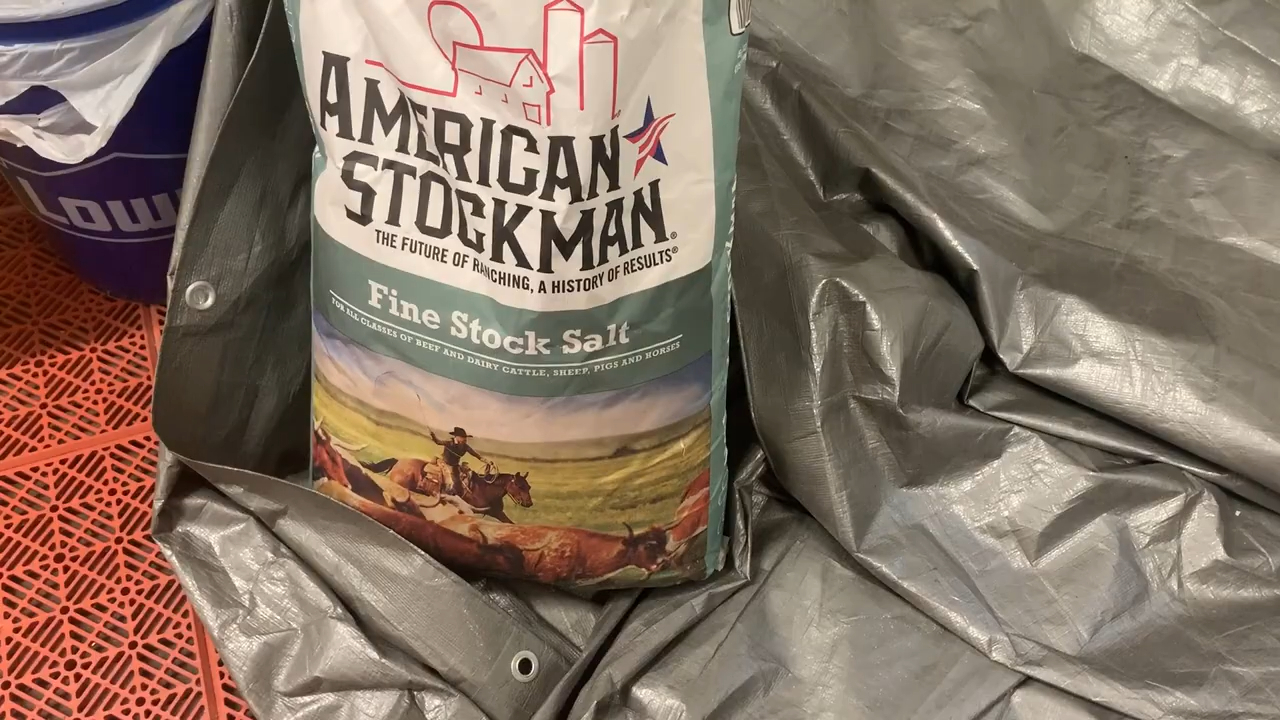 AMERICAN
STOCKMAN®
THE FUTURE OF RANCHING, A HISTORY OF RESULTS®
Fine Stock Salt
FOR ALL CLASSES OF BEEF AND DAIRY CATTLE, SHEEP, PIGS AND HORSES
Low